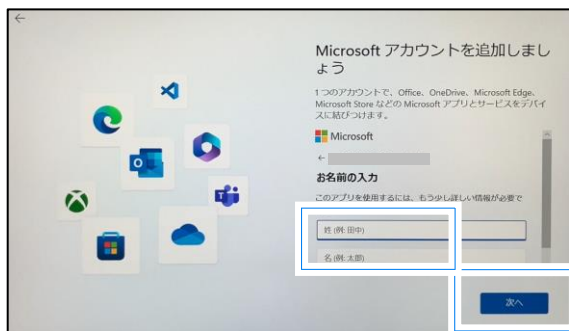 ←
Microsoft アカウントを追加しまし
ょう
1 つのアカウントで、Office、OneDrive、Microsoft Edge、
Microsoft Store などの Microsoft アプリとサービスをデバイ
スに結びつけます。
Microsoft
←
お名前の入力
このアプリを使用するには、もう少し詳しい情報が必要で
姓 (例: 田中)
名 (例: 太郎)
次へ